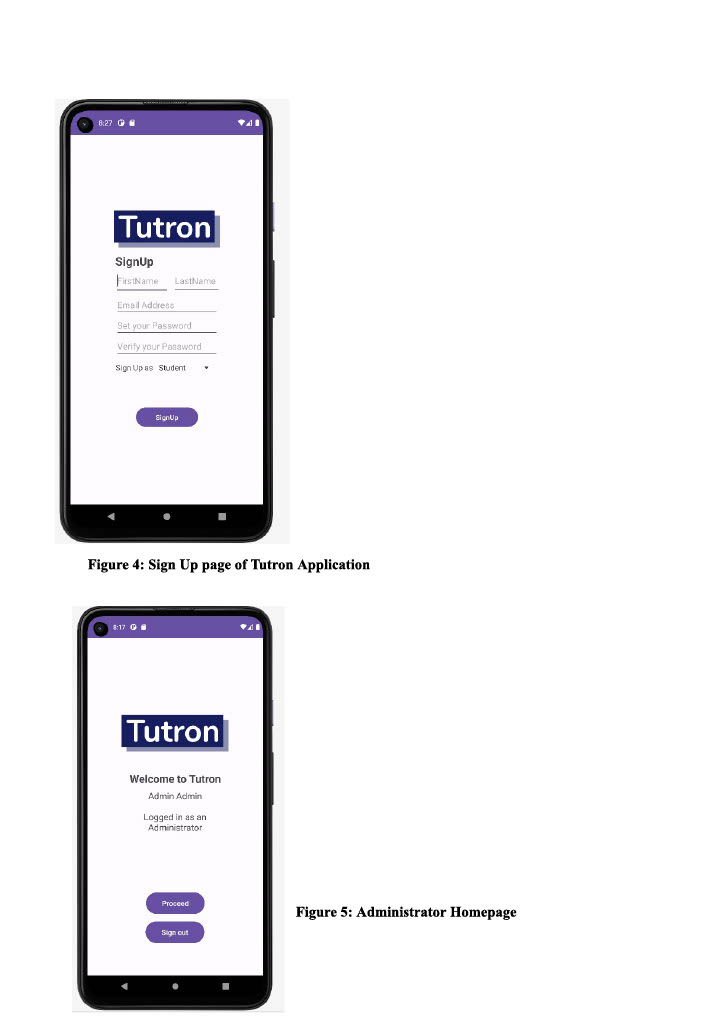 8:27
Tutron
SignUp
FirstName LastName
Email Address
Set your Password
Verify your Password
Sign Up as Student
SignUp
Figure 4: Sign Up page of Tutron Application
8:17
Tutron
Welcome to Tutron
Admin Admin
Logged in as an
Administrator
Proceed
Figure 5: Administrator Homepage
Sign out